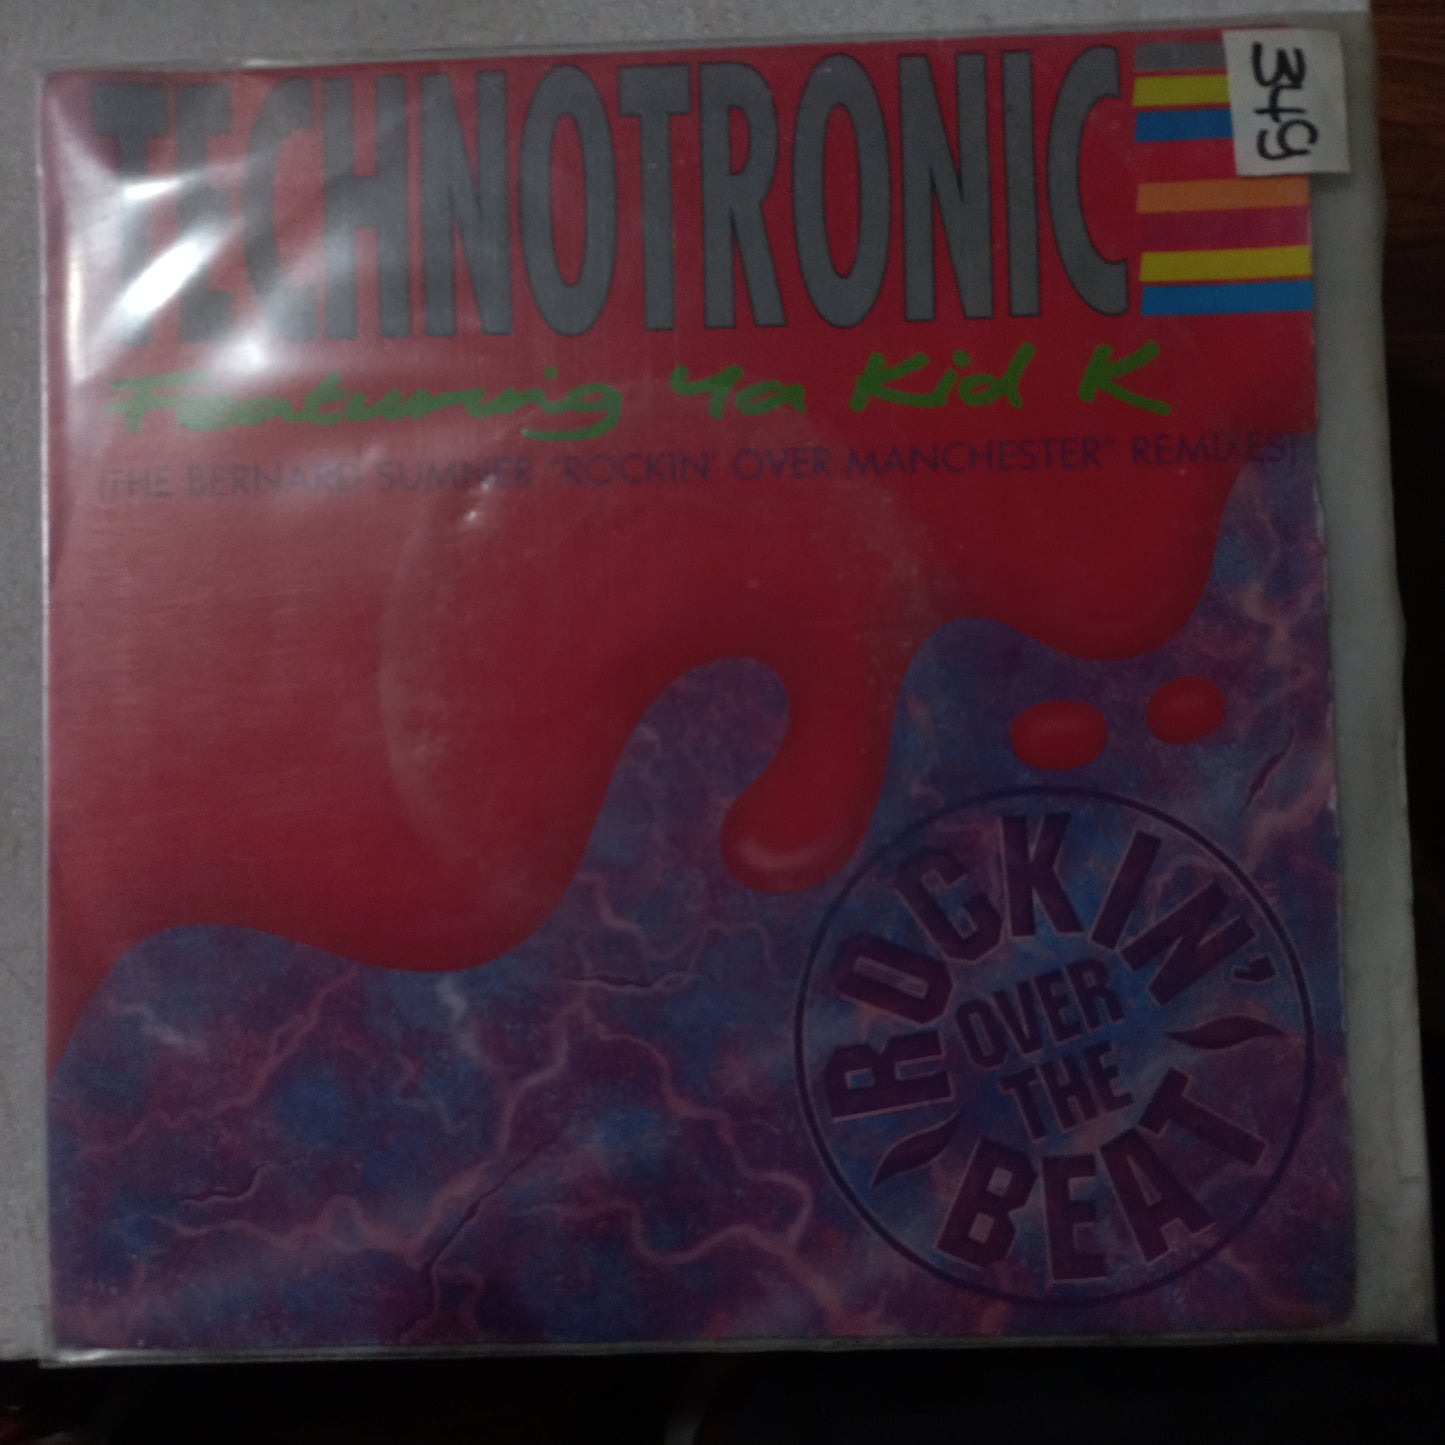 TECHNOTRONIC
349
Featuring Ya Kid K
(THE BERNARD SUMNER "ROCKIN' OVER MANCHESTER" REMIXES)
ROCKIN'
OVER
THE
BEAT